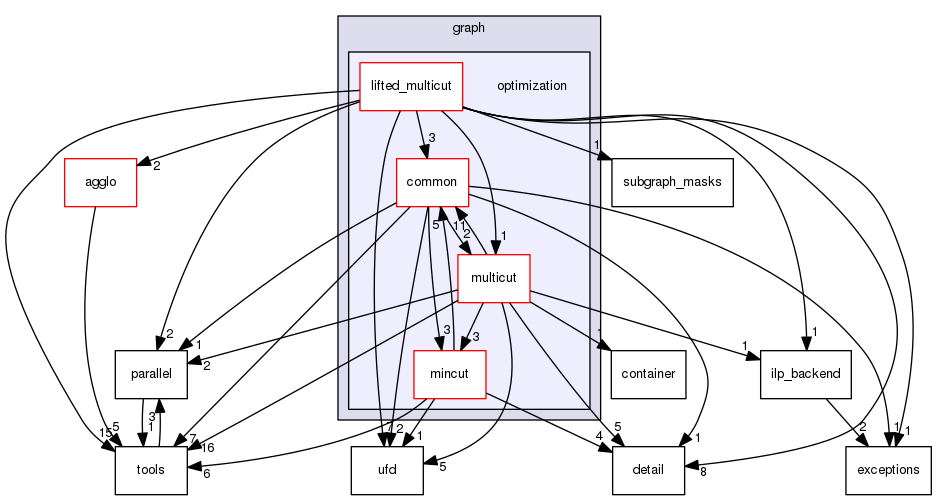 graph
lifted_multicut
optimization
3
1
2
agglo
common
subgraph_masks
5
11
2
1
multicut
2
1
2
3
3
1
1
1
parallel
mincut
container
ilp_backend
3
1
15
5
7
16
2
1
5
4
1
2
1
1
6
5
8
tools
ufd
detail
exceptions